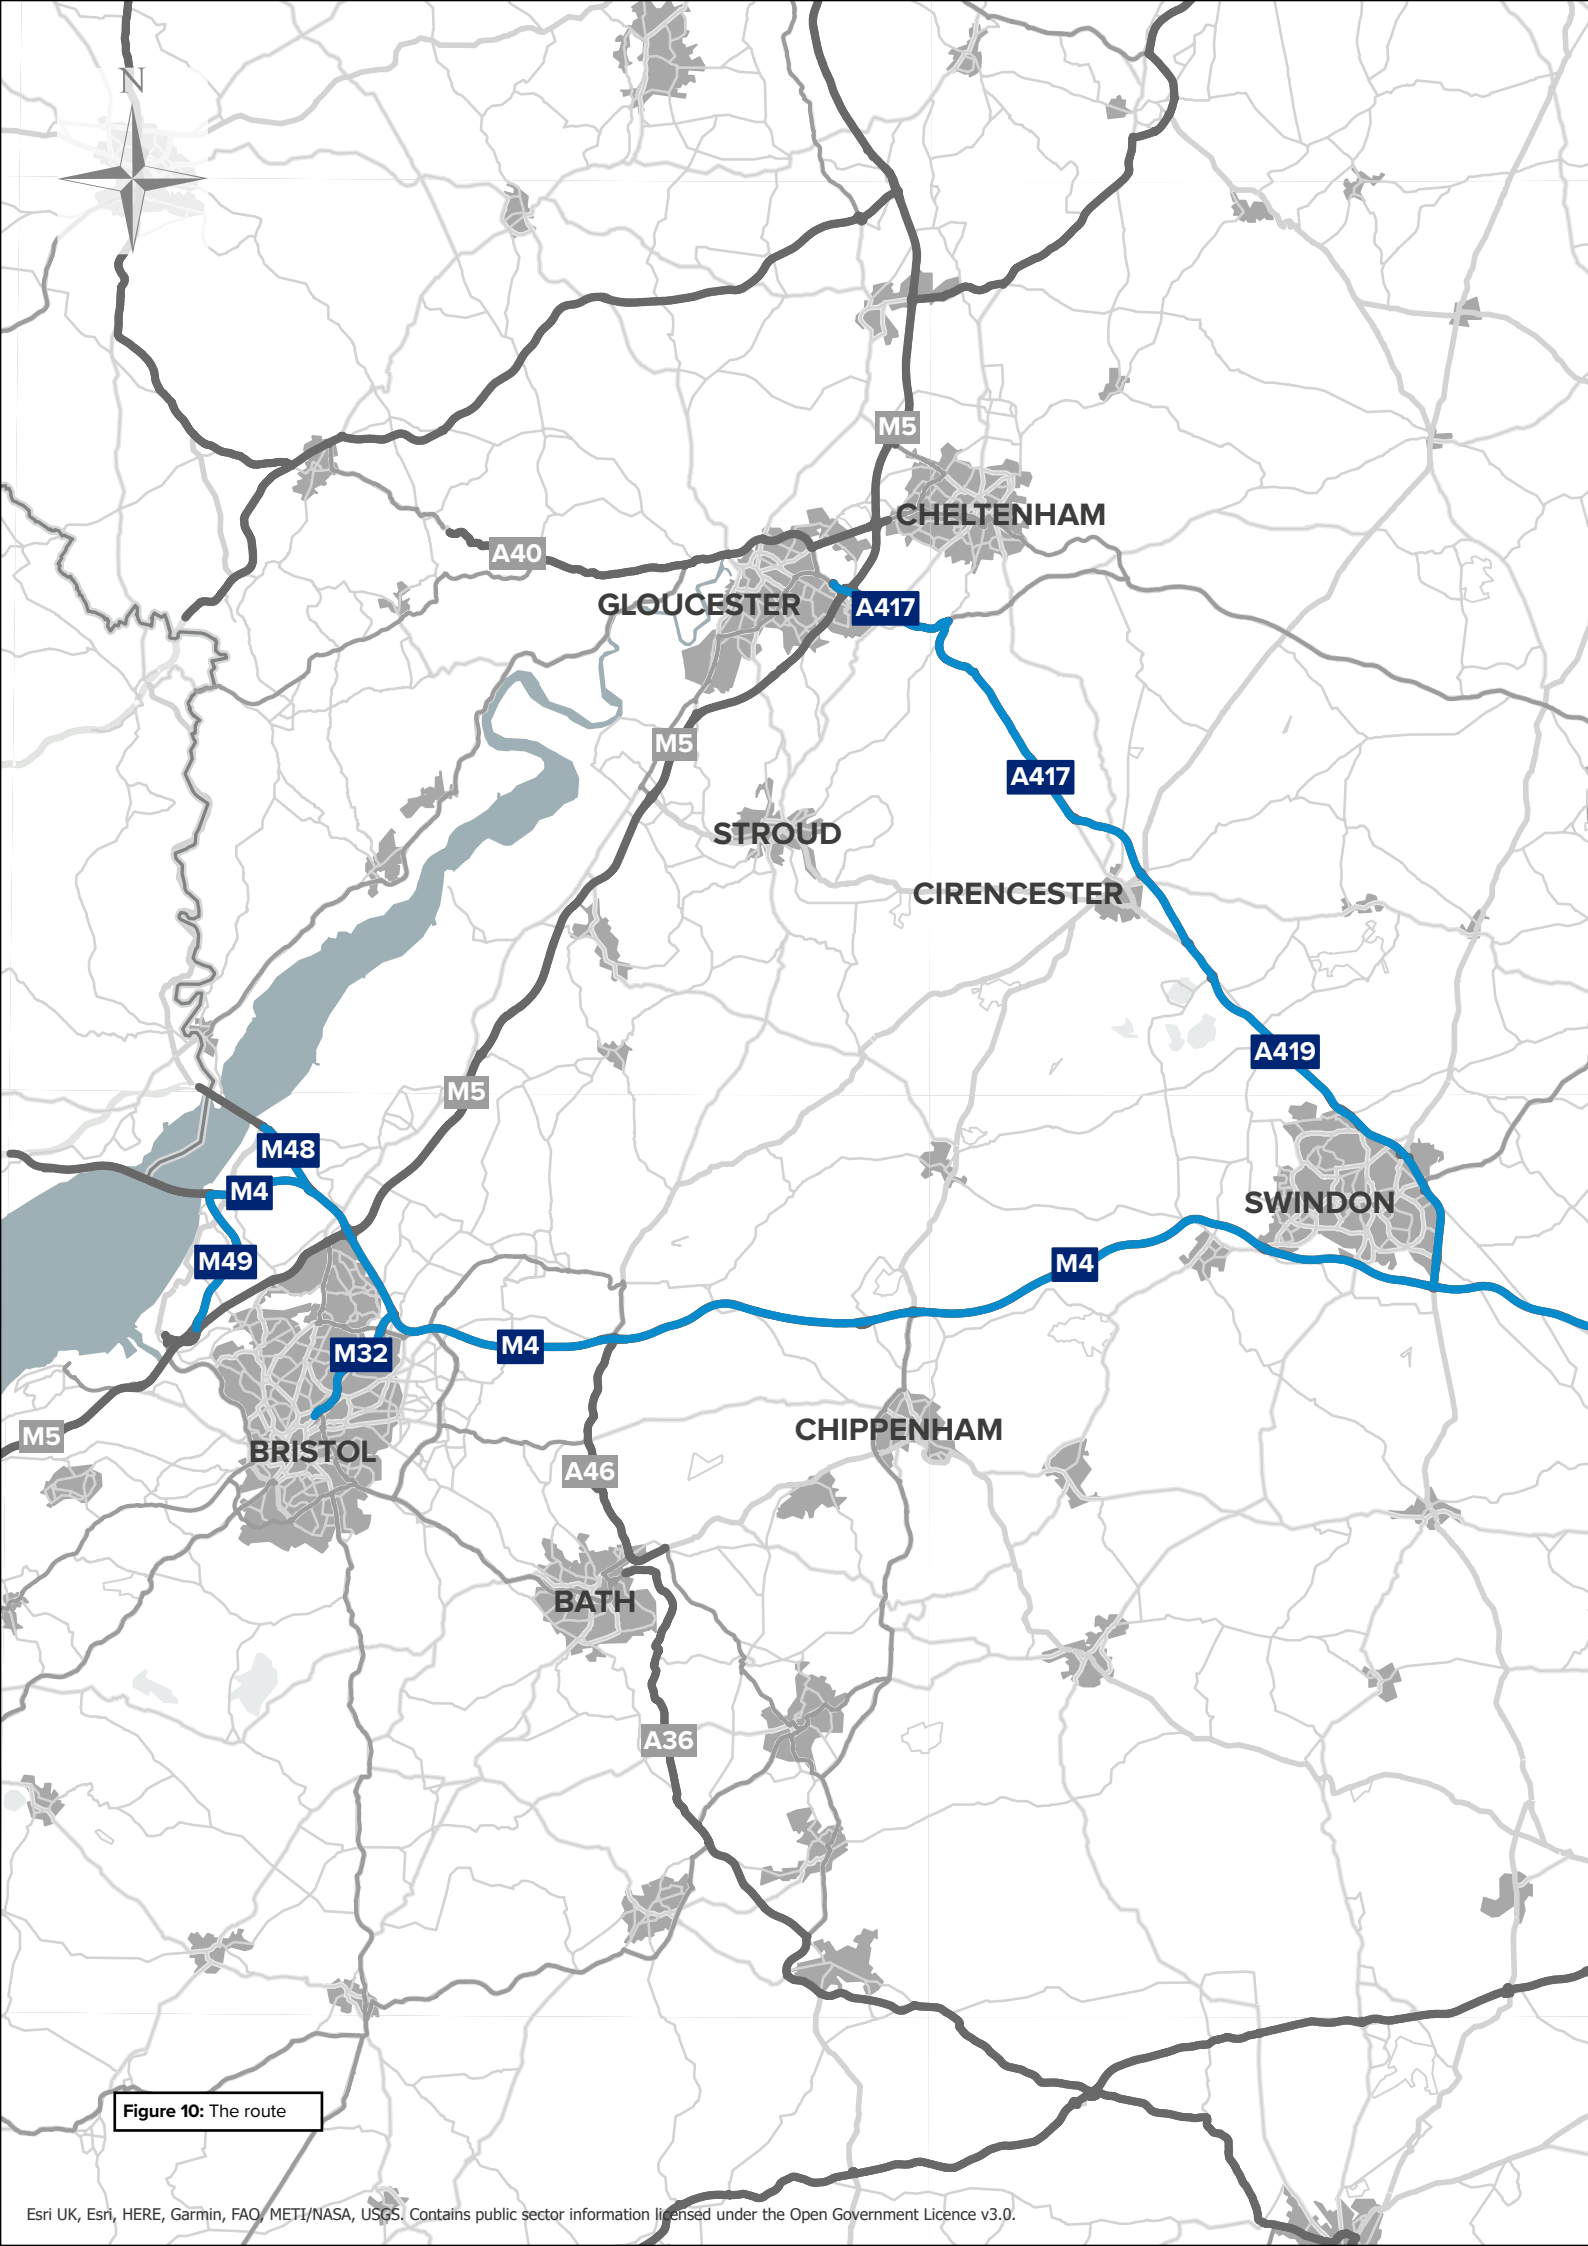 N
M5
CHELTENHAM
A40
GLOUCESTER
A417
M5
A417
STROUD
CIRENCESTER
A419
M5
M48
M4
SWINDON
M49
M4
M32
M4
CHIPPENHAM
M5
BRISTOL
A46
BATH
A36
Figure 10: The route
Esri UK, Esri, HERE, Garmin, FAO, METI/NASA, USGS. Contains public sector information licensed under the Open Government Licence v3.0.